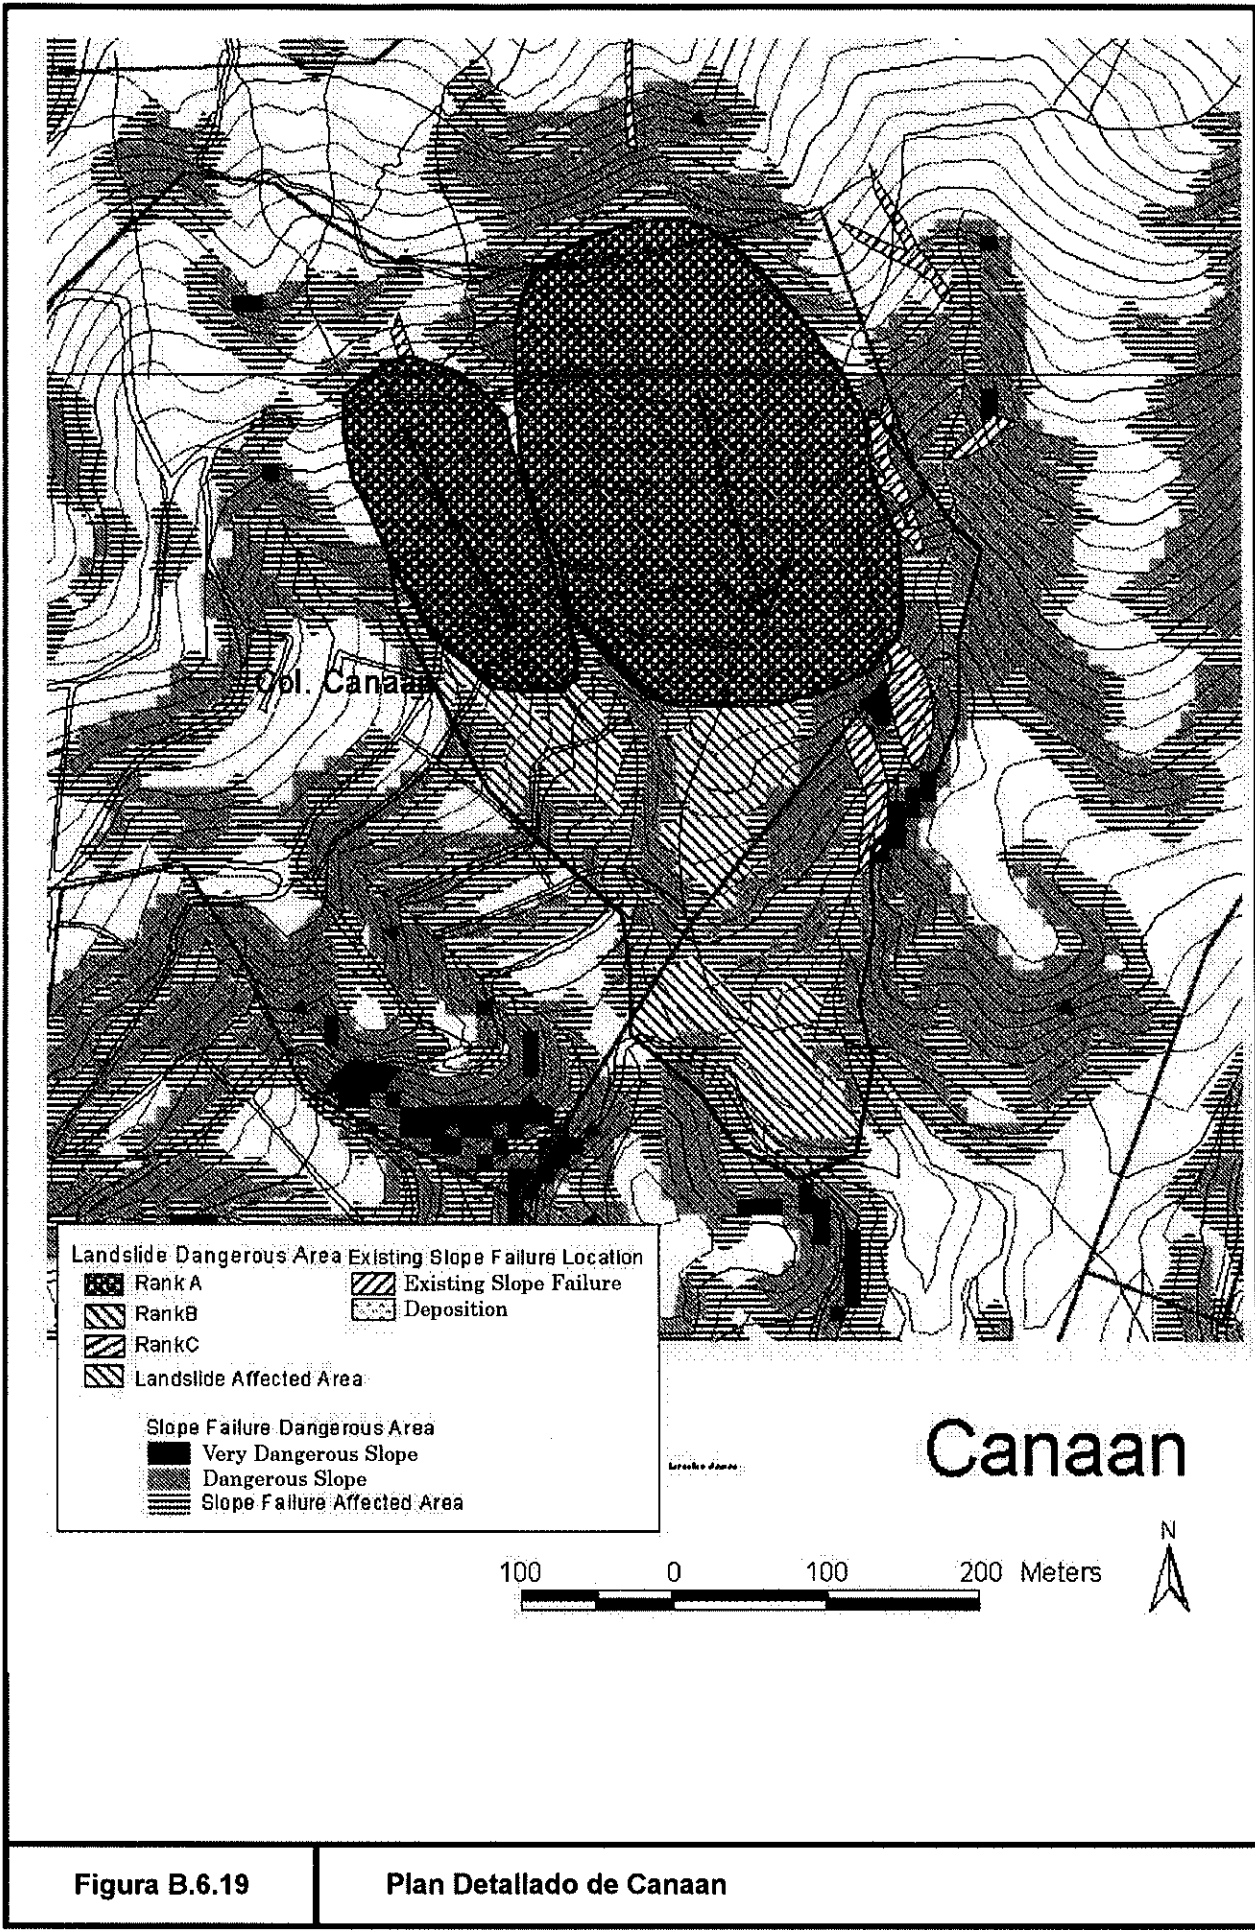 Col. Canaan
Landslide Dangerous Area
Rank A
RankB
RankC
Landslide Affected Area
Existing Slope Failure Location
Existing Slope Failure
Deposition
Slope Failure Dangerous Area
Very Dangerous Slope
Dangerous Slope
Slope Failure Affected Area
Canaan
N
100 0 100 200 Meters
Figura B.6.19
Plan Detallado de Canaan